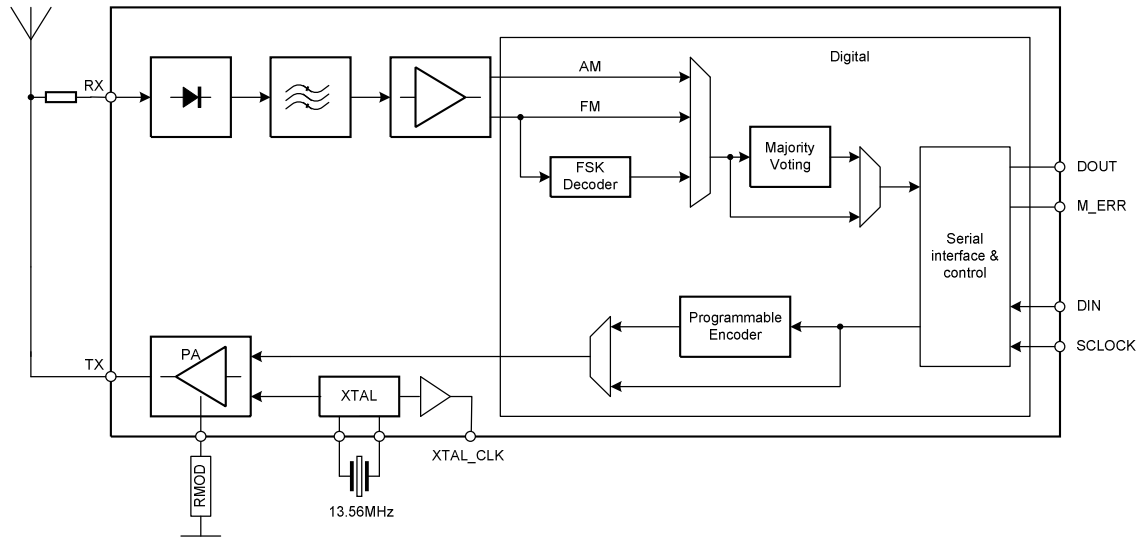 Digital
AM
RX
FM
Majority
Voting
FSK
Decoder
DOUT
M_ERR
Serial
interface &
control
DIN
Programmable
Encoder
SCLOCK
PA
TX
XTAL
XTAL_CLK
RMOD
13.56MHz